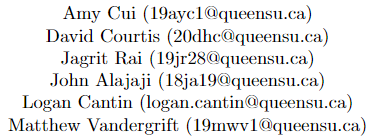 Amy Cui (19ayc1@queensu.ca)
David Courtis (20dhc@queensu.ca)
Jagrit Rai (19jr28@queensu.ca)
John Alajaji (18ja19@queensu.ca)
Logan Cantin (logan.cantin@queensu.ca)
Matthew Vandergrift (19mwv1@queensu.ca)